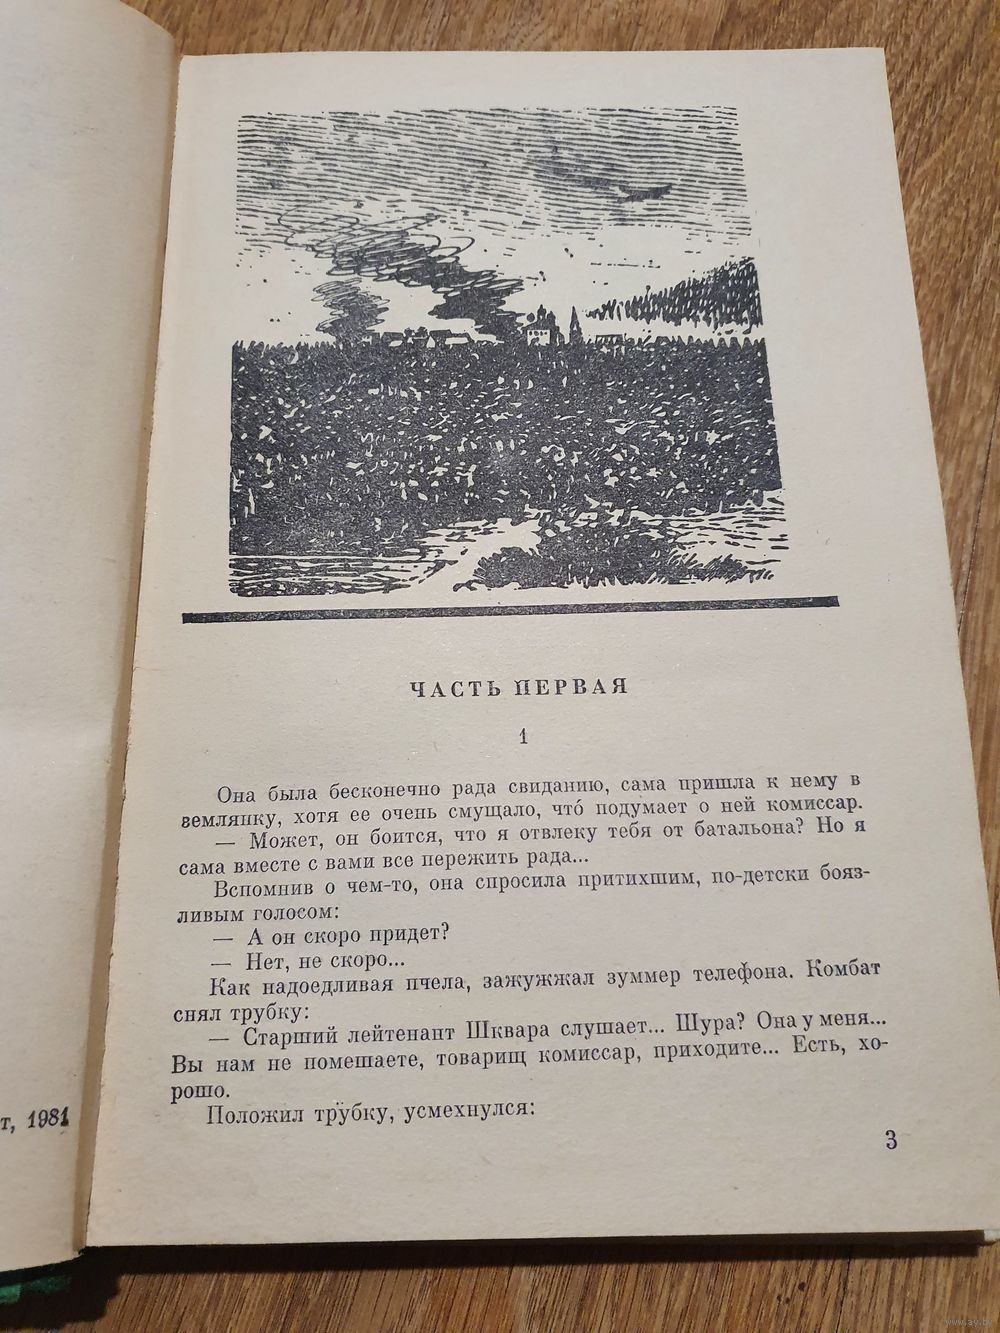 ЧАСТЬ ПЕРВАЯ
1
Она была бесконечно рада свиданию, сама пришла к нему в
землянку, хотя ее очень смущало, что́ подумает о ней комиссар.
— Может, он боится, что я отвлеку тебя от батальона? Но я
сама вместе с вами все пережить рада...
Вспомнив о чем-то, она спросила притихшим, по-детски бояз-
ливым голосом:
— А он скоро придет?
— Нет, не скоро...
Как надоедливая пчела, зажужжал зуммер телефона. Комбат
снял трубку:
— Старший лейтенант Шквара слушает... Шура? Она у меня...
Вы нам не помешаете, товарищ комиссар, приходите... Есть, хо-
рошо.
Положил трубку, усмехнулся:
3
т, 1981
www.ay.by